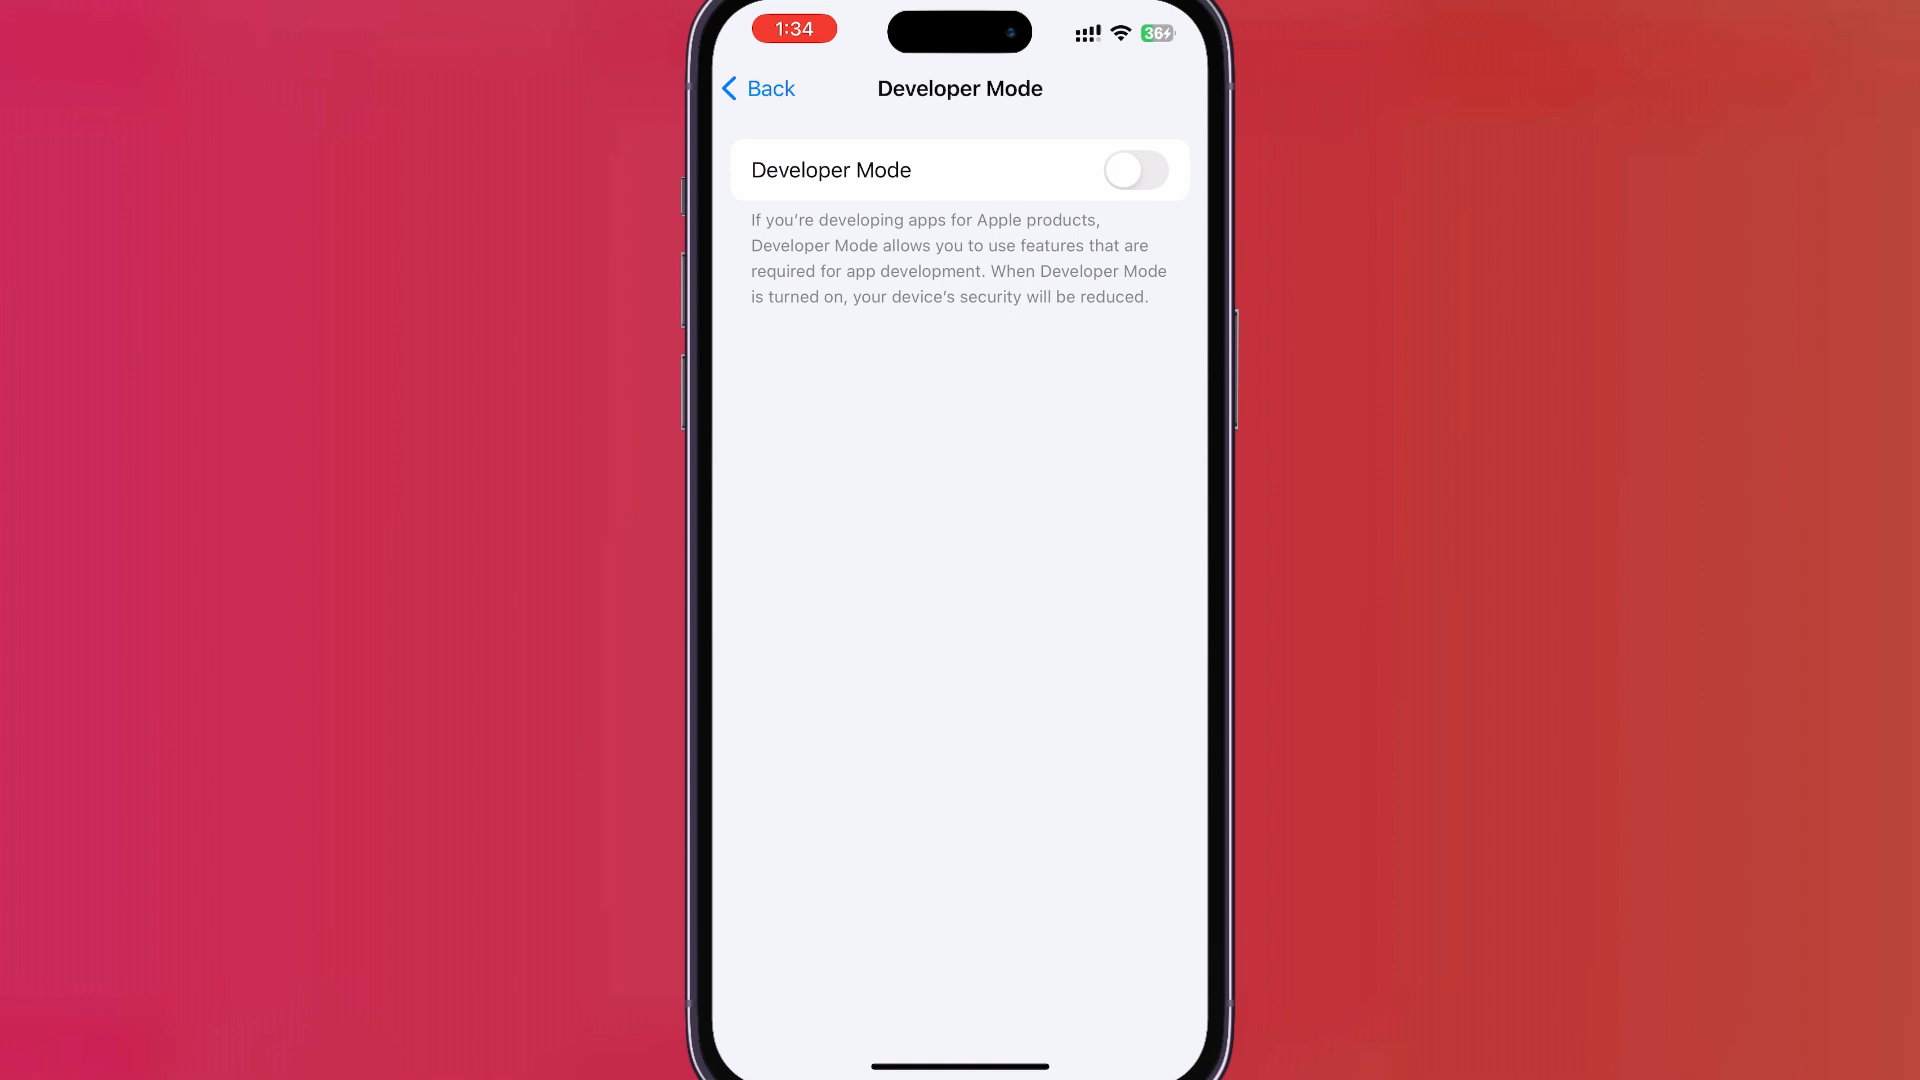 1:34
36
Back
Developer Mode
Developer Mode
If you’re developing apps for Apple products,
Developer Mode allows you to use features that are
required for app development. When Developer Mode
is turned on, your device’s security will be reduced.